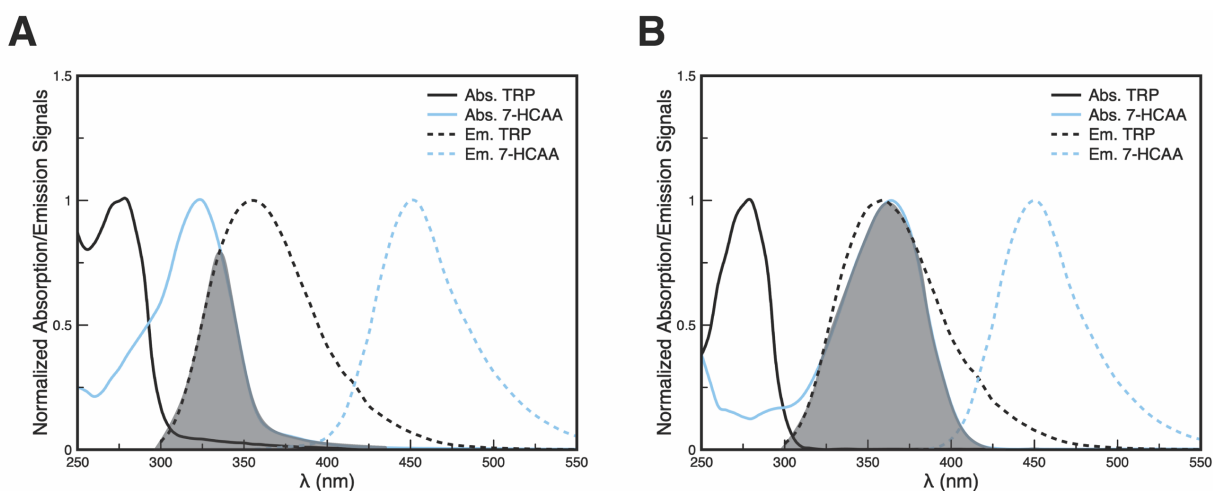 A
Normalized Absorption/Emission Signals
1.5
1
0.5
0
Abs. TRP
Abs. 7-HCAA
Em. TRP
Em. 7-HCAA
250 300 350 400 450 500 550
λ (nm)
B
Normalized Absorption/Emission Signals
1.5
1
0.5
0
Abs. TRP
Abs. 7-HCAA
Em. TRP
Em. 7-HCAA
250 300 350 400 450 500 550
λ (nm)